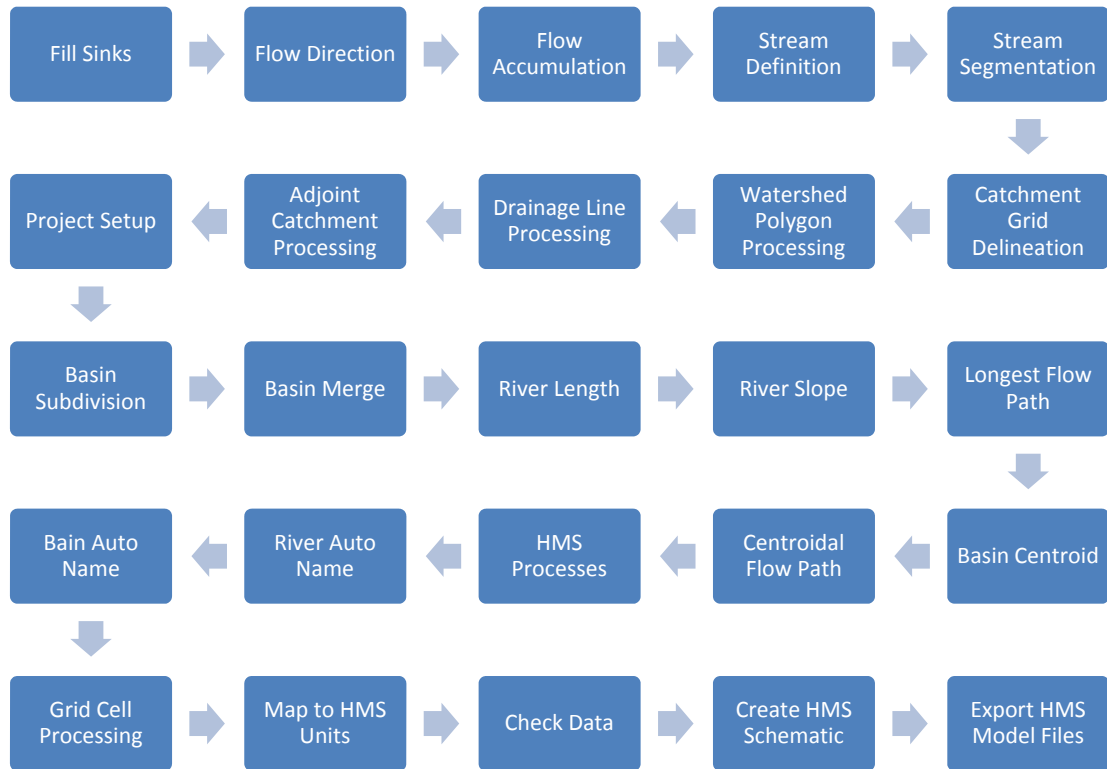 Fill Sinks
Flow Direction
Flow
Accumulation
Stream
Definition
Stream
Segmentation
Catchment
Grid
Delineation
Watershed
Polygon
Processing
Drainage Line
Processing
Adjoint
Catchment
Processing
Project Setup
Basin
Subdivision
Basin Merge
River Length
River Slope
Longest Flow
Path
Basin Centroid
Centroidal
Flow Path
HMS
Processes
River Auto
Name
Bain Auto
Name
Grid Cell
Processing
Map to HMS
Units
Check Data
Create HMS
Schematic
Export HMS
Model Files